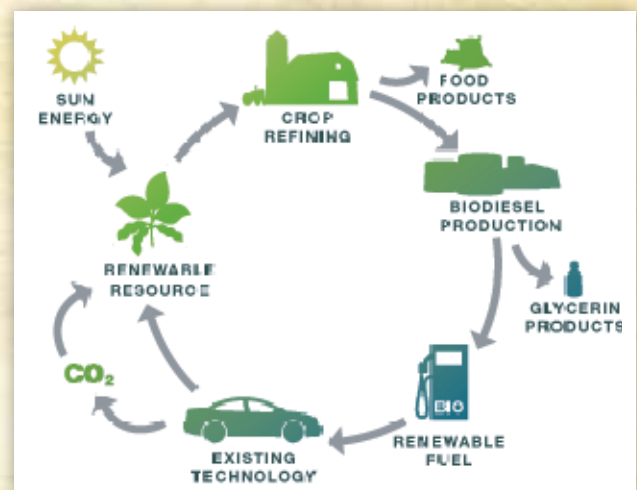 SUN
ENERGY
CROP
REFINING
FOOD
PRODUCTS
BIODIESEL
PRODUCTION
GLYCERIN
PRODUCTS
BIO
RENEWABLE
FUEL
EXISTING
TECHNOLOGY
CO₂
RENEWABLE
RESOURCE